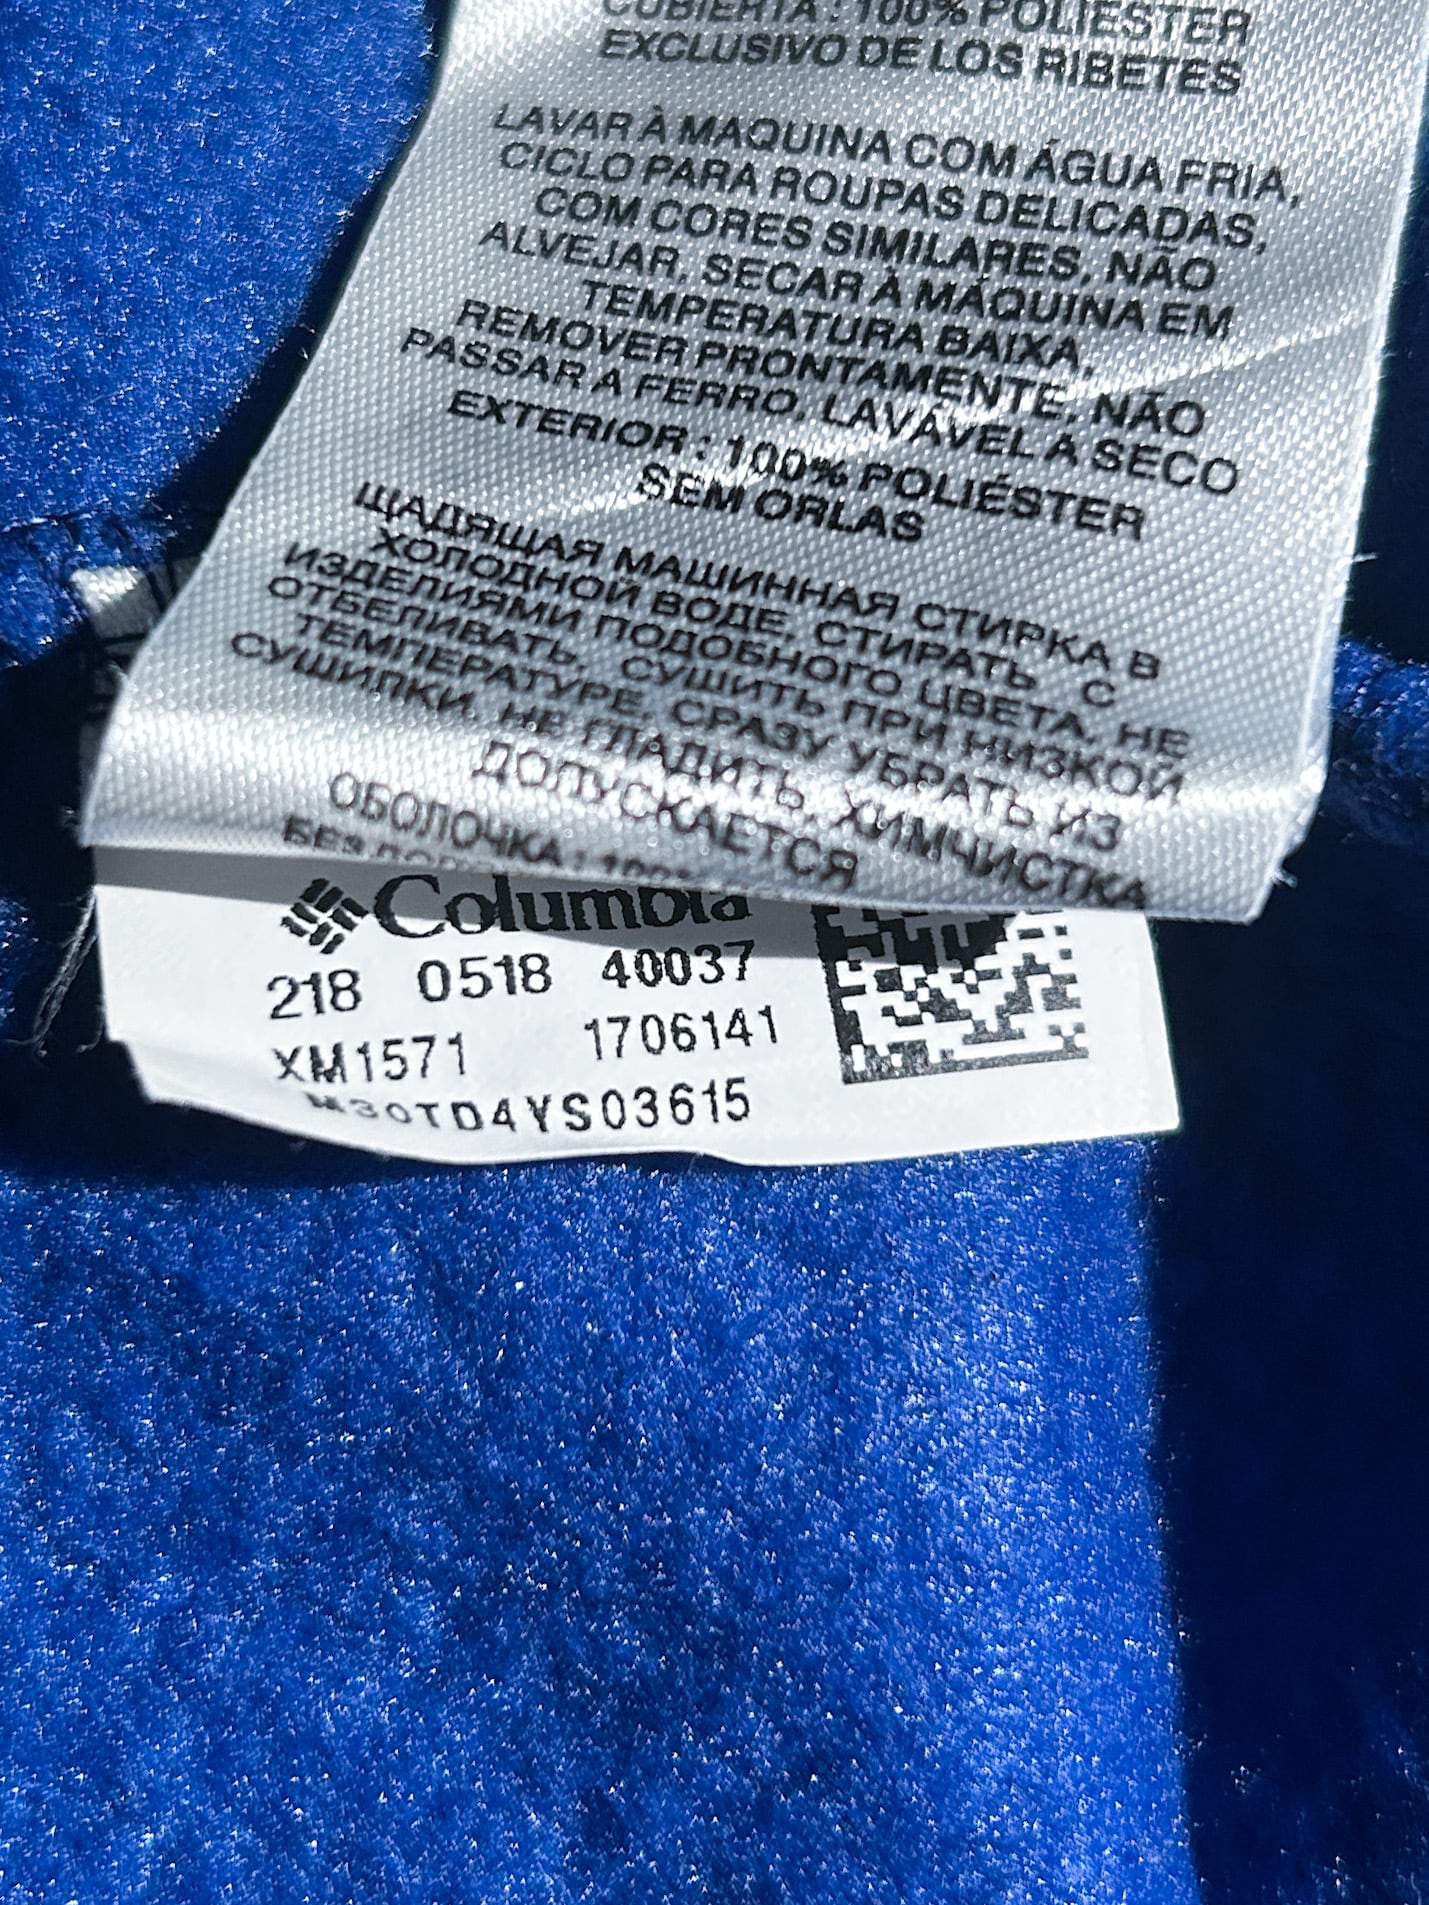 CUBIERTA : 100% POLIÉSTER
EXCLUSIVO DE LOS RIBETES
LAVAR À MAQUINA COM ÁGUA FRIA,
CICLO PARA ROUPAS DELICADAS,
COM CORES SIMILARES, NÃO
ALVEJAR, SECAR À MÁQUINA EM
TEMPERATURA BAIXA,
REMOVER PRONTAMENTE, NÃO
PASSAR A FERRO, LAVÁVEL A SECO
EXTERIOR : 100% POLIÉSTER
SEM ORLAS
ЩАДЯЩАЯ МАШИННАЯ СТИРКА В
ХОЛОДНОЙ ВОДЕ, СТИРАТЬ С
ИЗДЕЛИЯМИ ПОДОБНОГО ЦВЕТА, НЕ
ОТБЕЛИВАТЬ, СУШИТЬ ПРИ НИЗКОЙ
ТЕМПЕРАТУРЕ, СРАЗУ УБРАТЬ ИЗ
СУШИЛКИ, НЕ ГЛАДИТЬ, ХИМЧИСТКА
ДОПУСКАЕТСЯ
ОБОЛОЧКА : 100%
БЕЗ
Columbia
218 0518 40037
XM1571 1706141
M30TD4YS03615